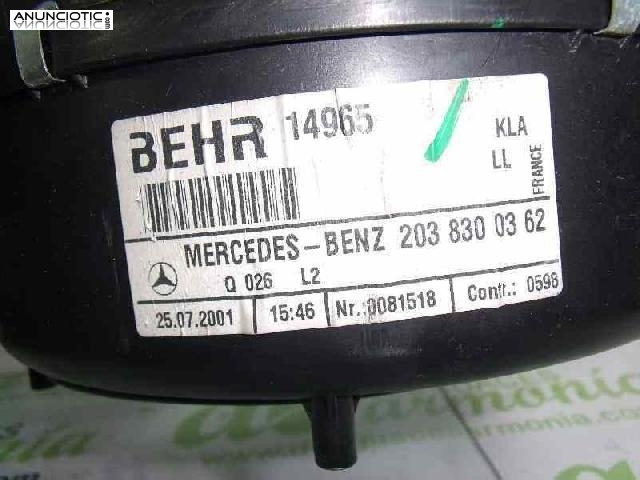 ANUNCIOTIC
.com
BEHR 14965
KLA
LL
FRANCE
MERCEDES-BENZ 203 830 03 62
Q 026 L2
25.07.2001 15:46 Nr.:0081518 Contr.: 0598